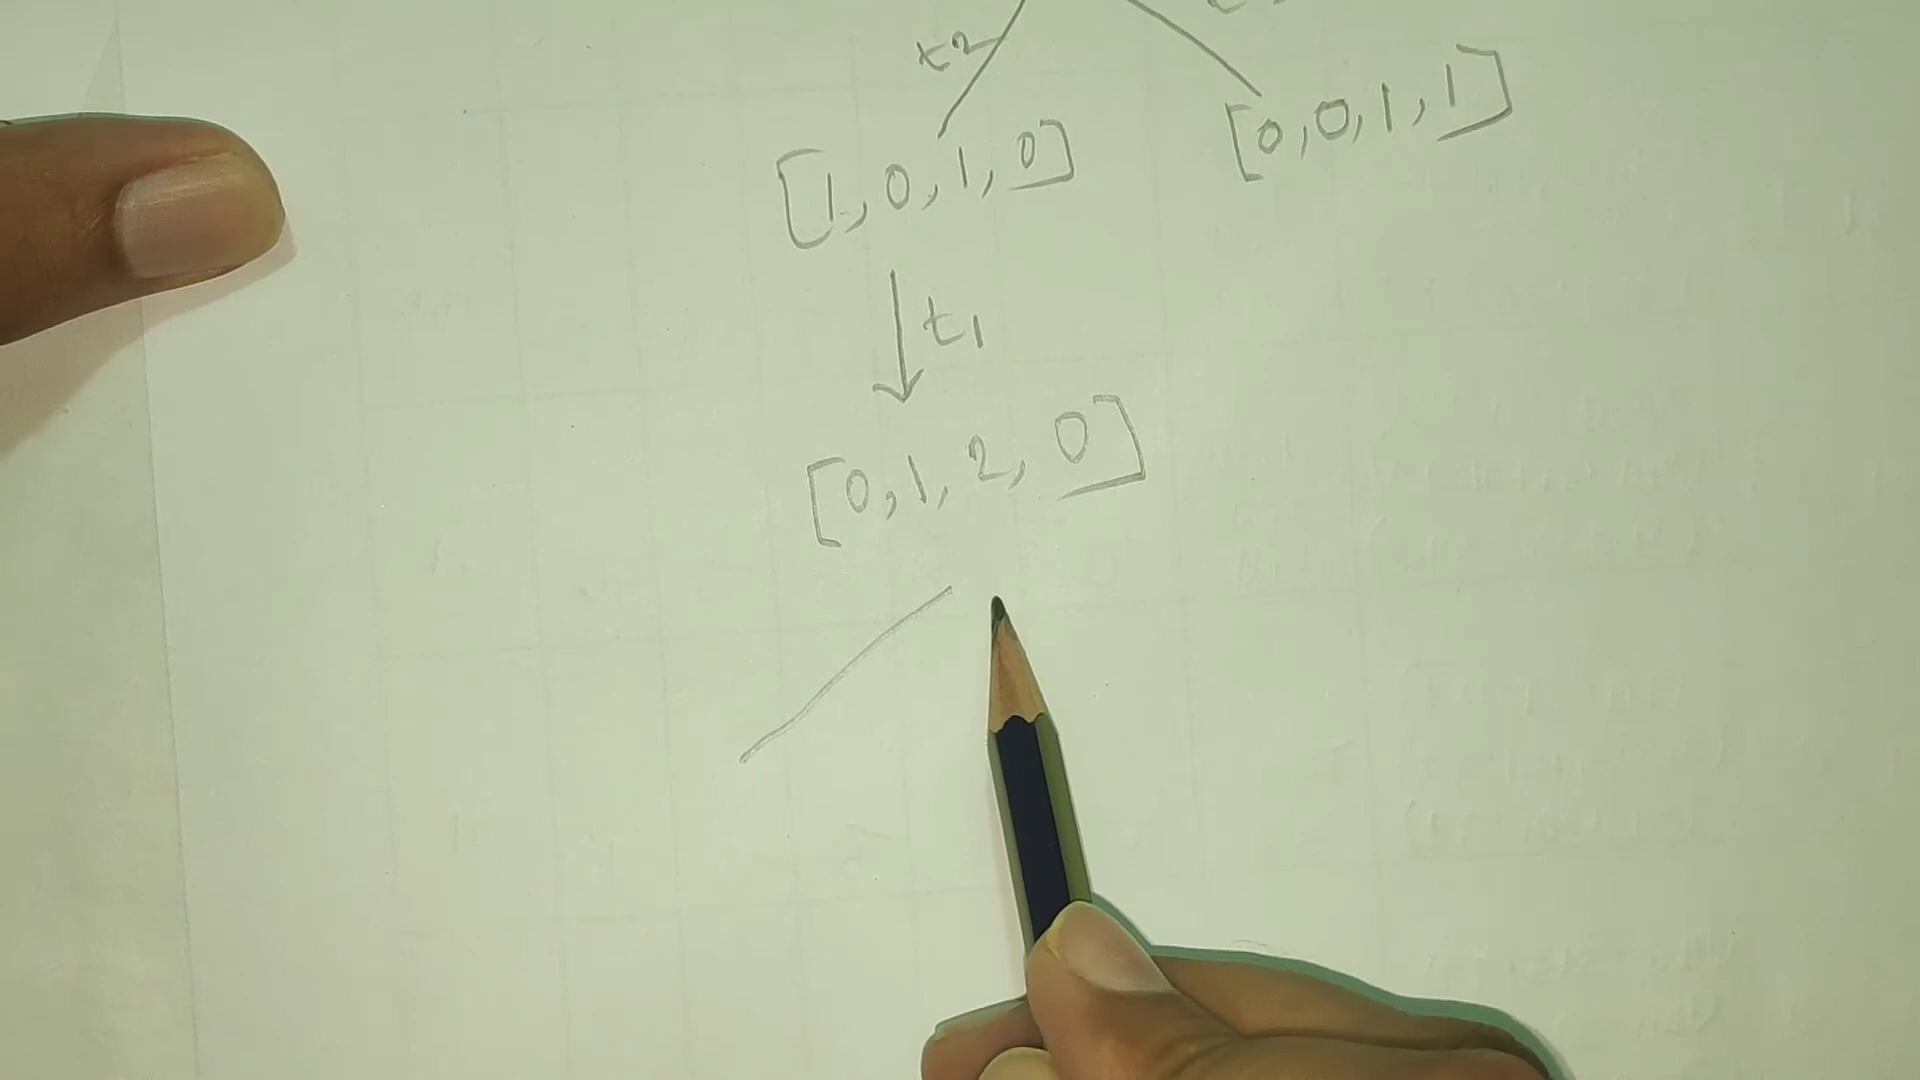 t2
[1, 0, 1, 0]
[0, 0, 1, 1]
t1
[0, 1, 2, 0]